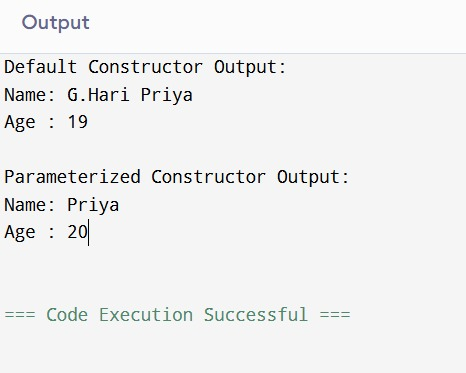 Output
Default Constructor Output:
Name: G.Hari Priya
Age : 19
Parameterized Constructor Output:
Name: Priya
Age : 20
=== Code Execution Successful ===